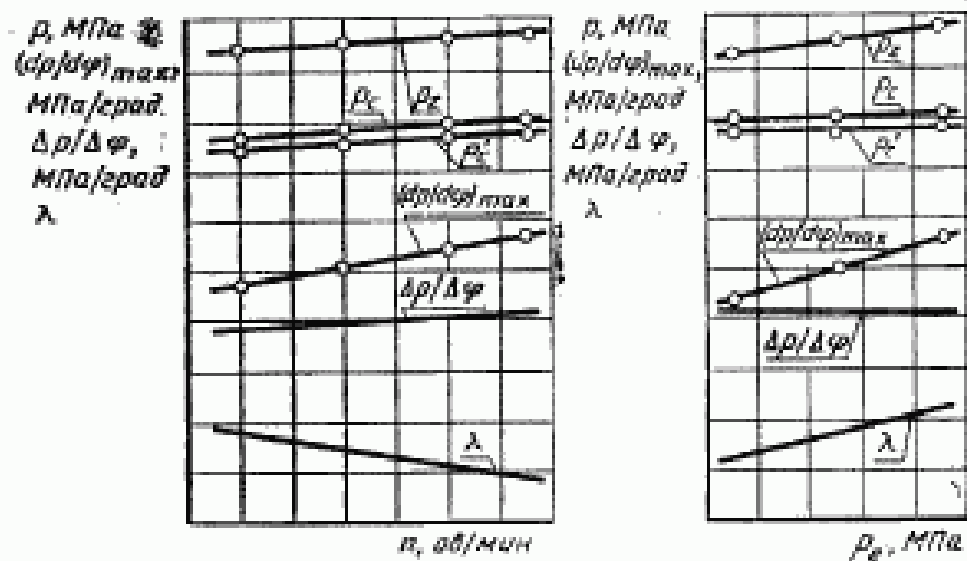 p, МПа
(dp/dφ)max,
МПа/град.
Δp/Δφ,
МПа/град
λ
pc
pz
pc'
(dp/dφ)max
Δp/Δφ
λ
n, об/мин
p, МПа
(dp/dφ)max,
МПа/град
Δp/Δφ,
МПа/град
λ
pz
pc
pc'
(dp/dφ)max
Δp/Δφ
λ
pe, МПа